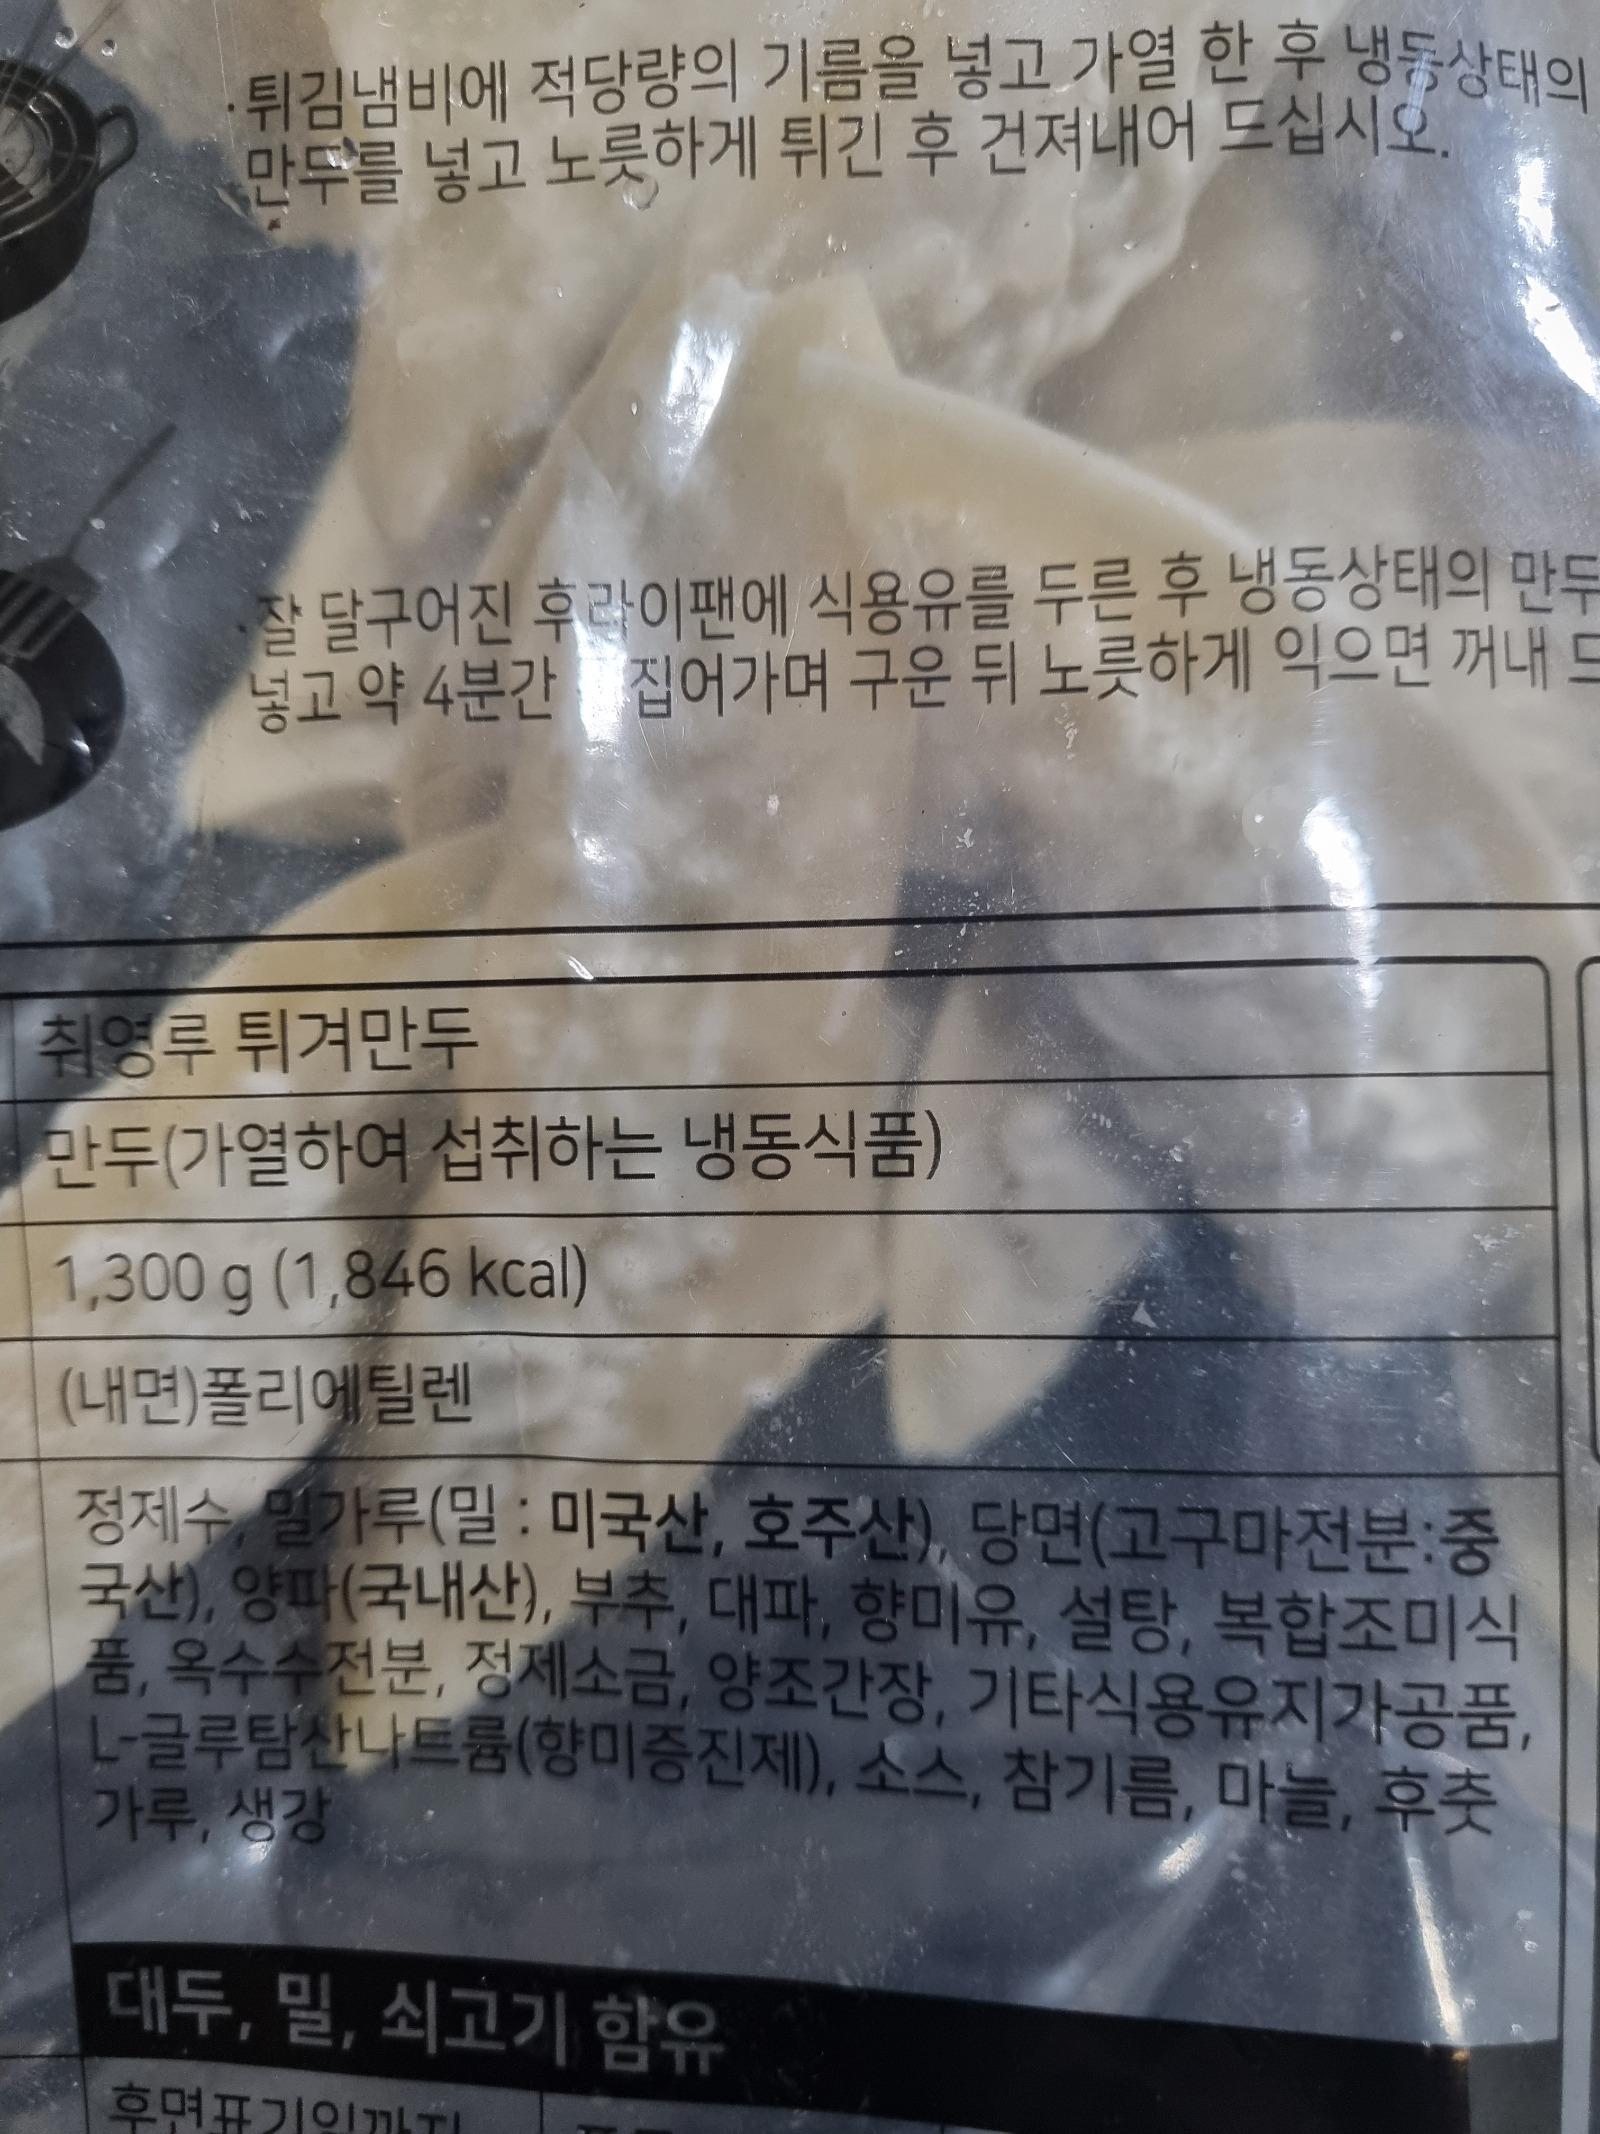 ·튀김냄비에 적당량의 기름을 넣고 가열 한 후 냉동상태의
만두를 넣고 노릇하게 튀긴 후 건져내어 드십시오.
·잘 달구어진 후라이팬에 식용유를 두른 후 냉동상태의 만두
넣고 약 4분간 집어가며 구운 뒤 노릇하게 익으면 꺼내 드
취영루 튀겨만두
만두(가열하여 섭취하는 냉동식품)
1,300 g (1,846 kcal)
(내면)폴리에틸렌
정제수, 밀가루(밀 : 미국산, 호주산), 당면(고구마전분:중
국산), 양파(국내산), 부추, 대파, 향미유, 설탕, 복합조미식
품, 옥수수전분, 정제소금, 양조간장, 기타식용유지가공품,
L-글루탐산나트륨(향미증진제), 소스, 참기름, 마늘, 후춧
가루, 생강
대두, 밀, 쇠고기 함유
후면표기일까지